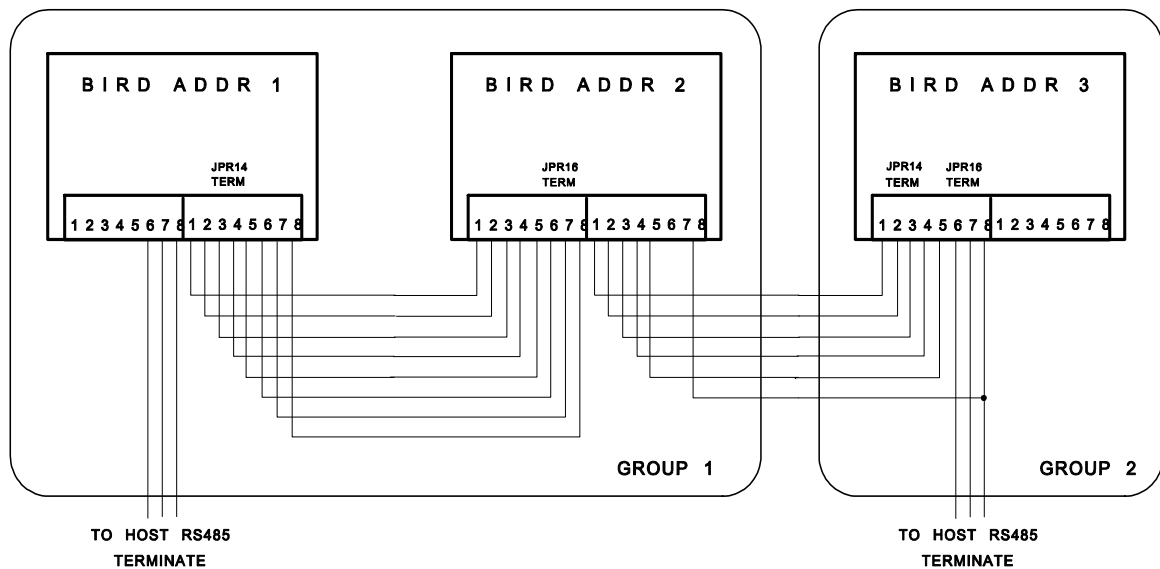 BIRD ADDR 1
JPR14
TERM
1 2 3 4 5 6 7 8 1 2 3 4 5 6 7 8
BIRD ADDR 2
JPR16
TERM
1 2 3 4 5 6 7 8 1 2 3 4 5 6 7 8
GROUP 1
TO HOST RS485
TERMINATE
BIRD ADDR 3
JPR14 JPR16
TERM TERM
1 2 3 4 5 6 7 8 1 2 3 4 5 6 7 8
GROUP 2
TO HOST RS485
TERMINATE